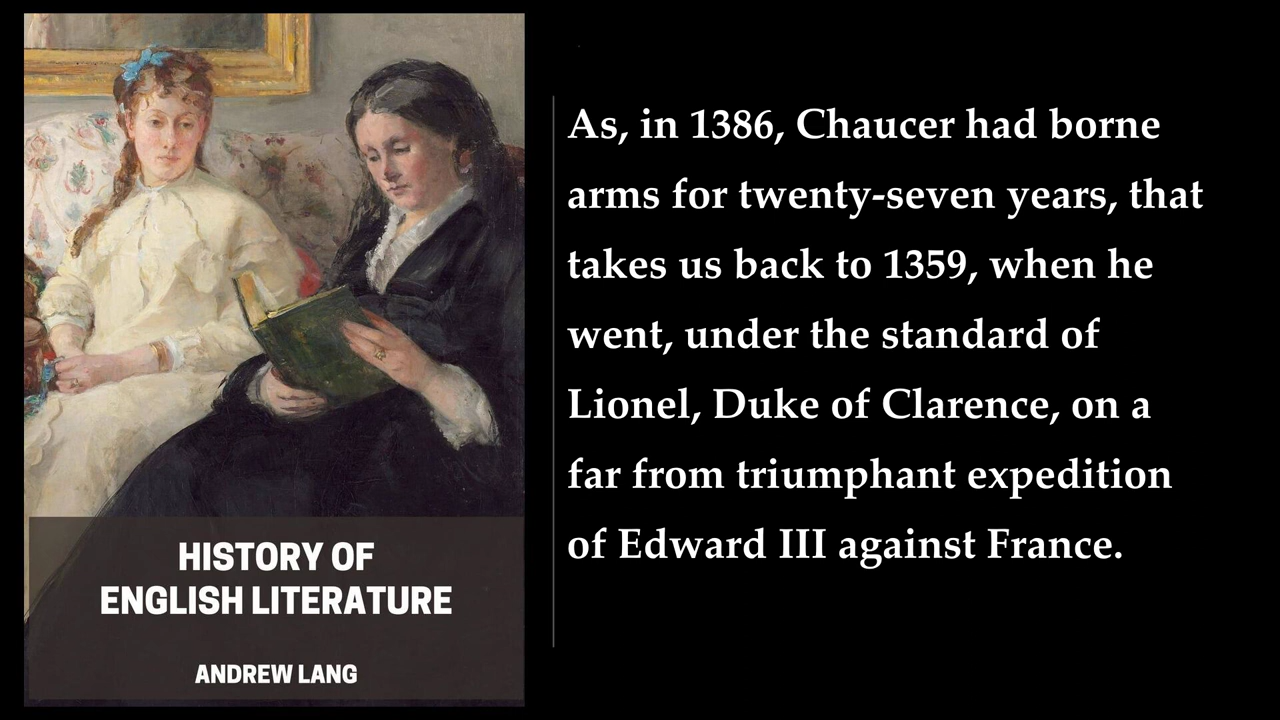 HISTORY OF
ENGLISH LITERATURE
ANDREW LANG
As, in 1386, Chaucer had borne
arms for twenty-seven years, that
takes us back to 1359, when he
went, under the standard of
Lionel, Duke of Clarence, on a
far from triumphant expedition
of Edward III against France.